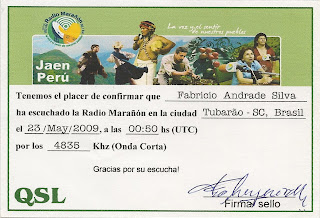 Radio Marañón
La voz y el sentir
de nuestros pueblos
Jaen
Perú
Tenemos el placer de confirmar que Fabricio Andrade Silva
ha escuchado la Radio Marañón en la ciudad Tubarão - SC, Brasil
el 23/May/2009, a las 00:50 hs (UTC)
por los 4835 Khz (Onda Corta)
Gracias por su escucha!
QSL
Firma/ sello